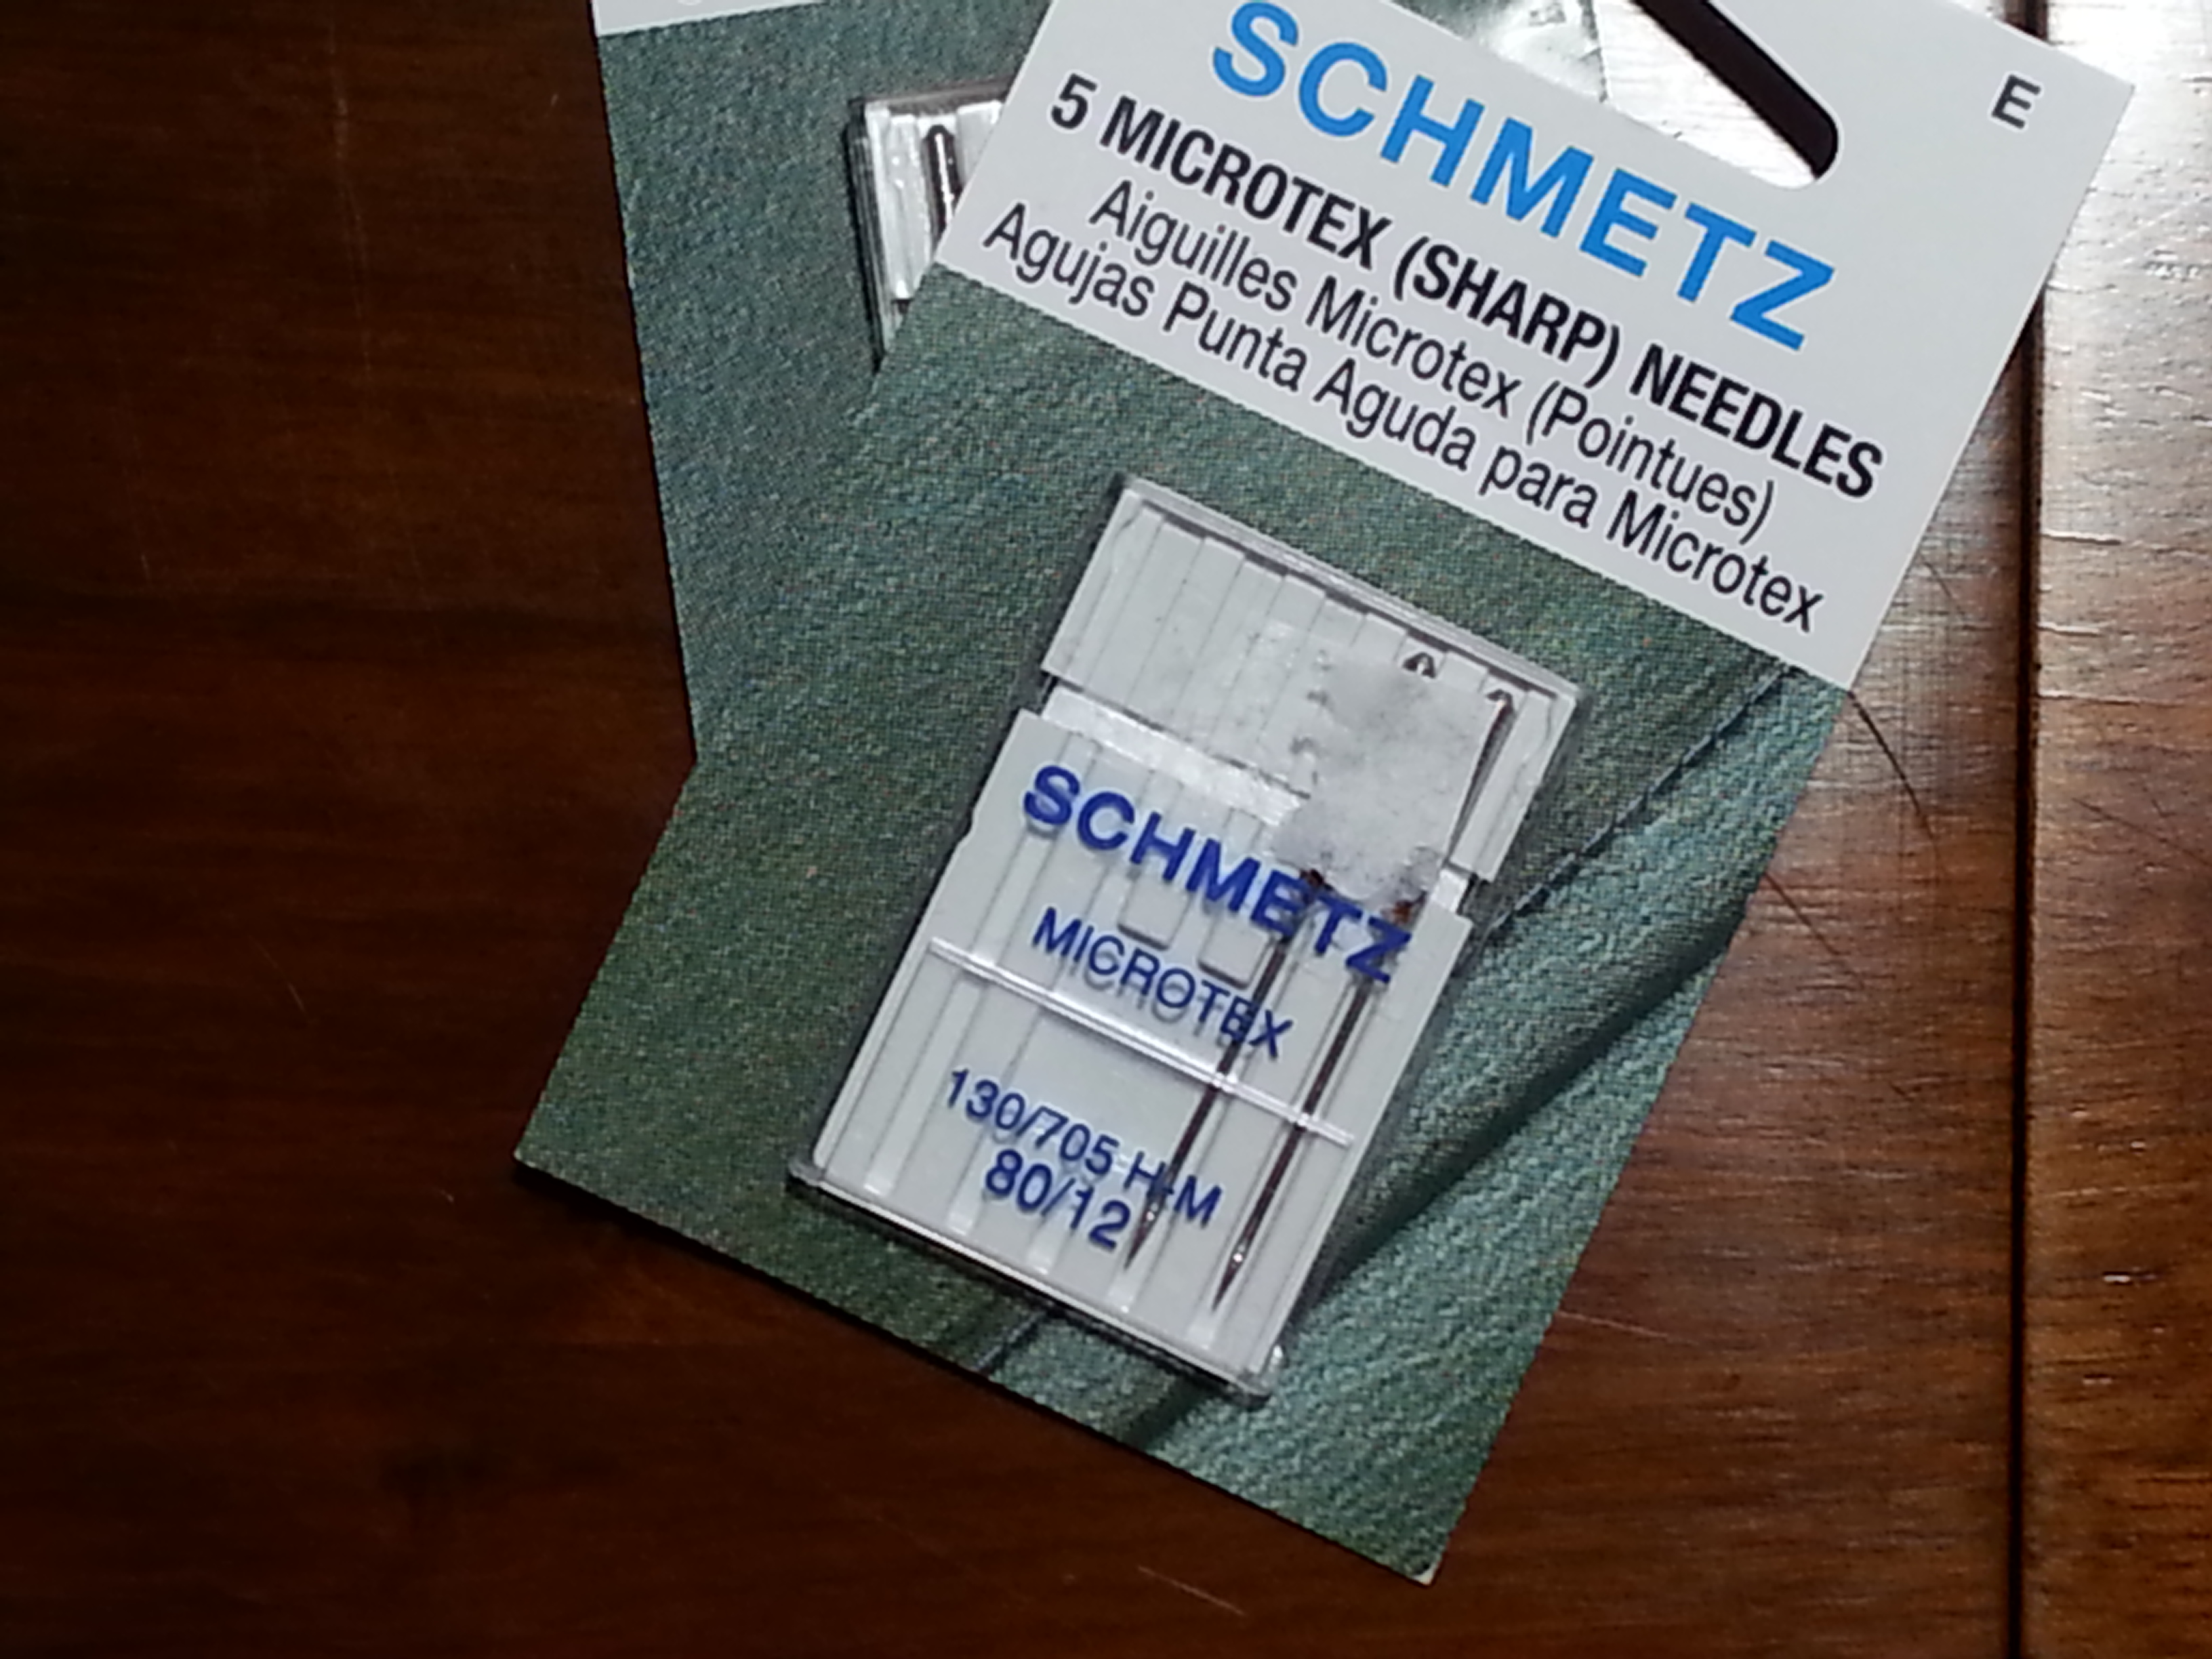 SCHMETZ
E
5 MICROTEX (SHARP) NEEDLES
Aiguilles Microtex (Pointues)
Agujas Punta Aguda para Microtex
SCHMETZ
MICROTEX
130/705 H-M
80/12